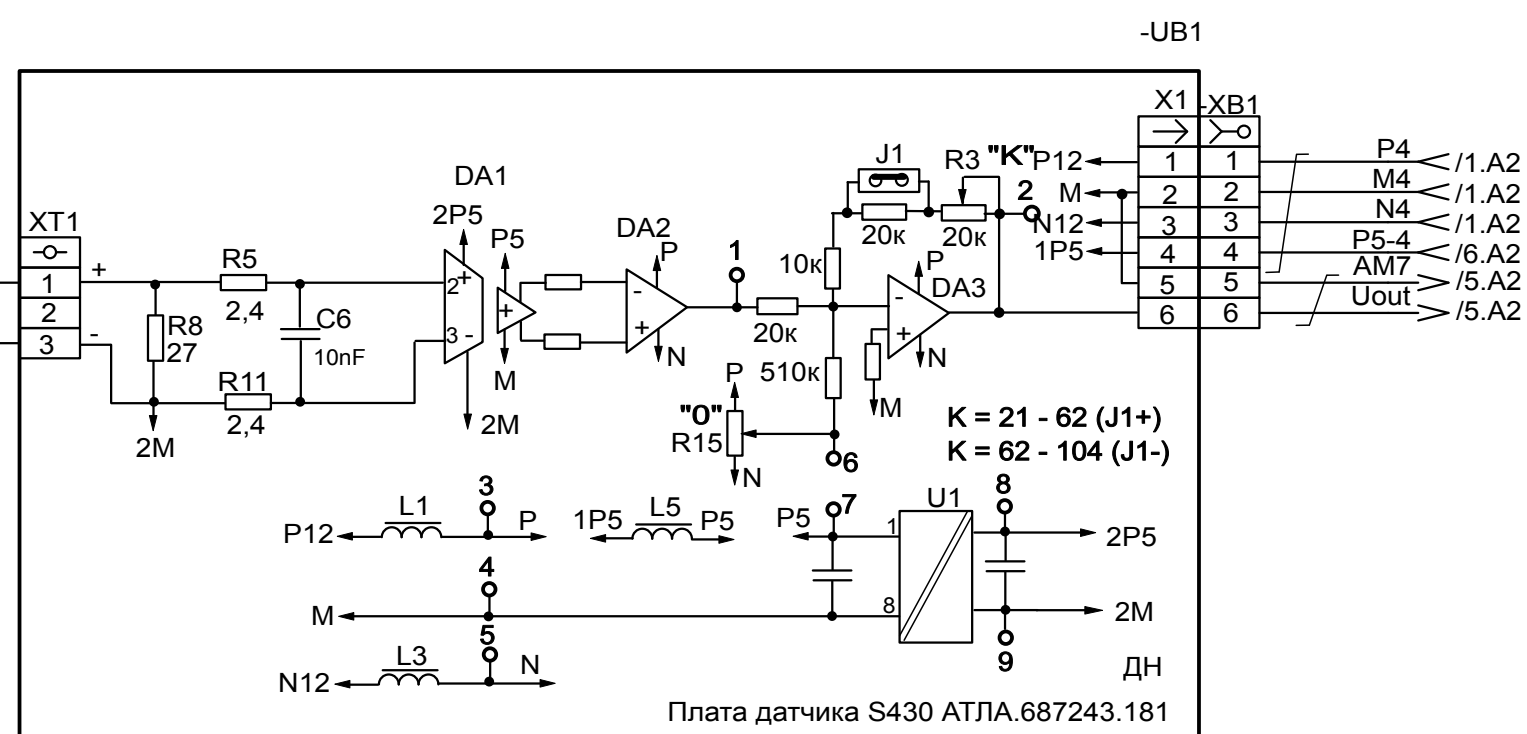 -UB1
X1 -XB1
1 1 P4 /1.A2
2 2 M4 /1.A2
3 3 N4 /1.A2
4 4 P5-4 /6.A2
5 5 AM7 /5.A2
6 6 Uout /5.A2
P12
M
N12
1P5
J1 R3 "K"
2
20к 20к
DA1
2P5
P5
DA2
P
1
10к
P
DA3
XT1
1 +
2
3 -
R5
2,4
R8
27
C6
10nF
R11
2,4
2M
2+
3 -
+
M
2M
-
+
N
20к
-
+
N
510к
M
P
"0"
R15
N
6
K = 21 - 62 (J1+)
K = 62 - 104 (J1-)
P12 L1 3 P
1P5 L5 P5
P5 7 1 U1 8 2P5
M 4 8 2M
9
N12 L3 5 N
ДН
Плата датчика S430 АТЛА.687243.181